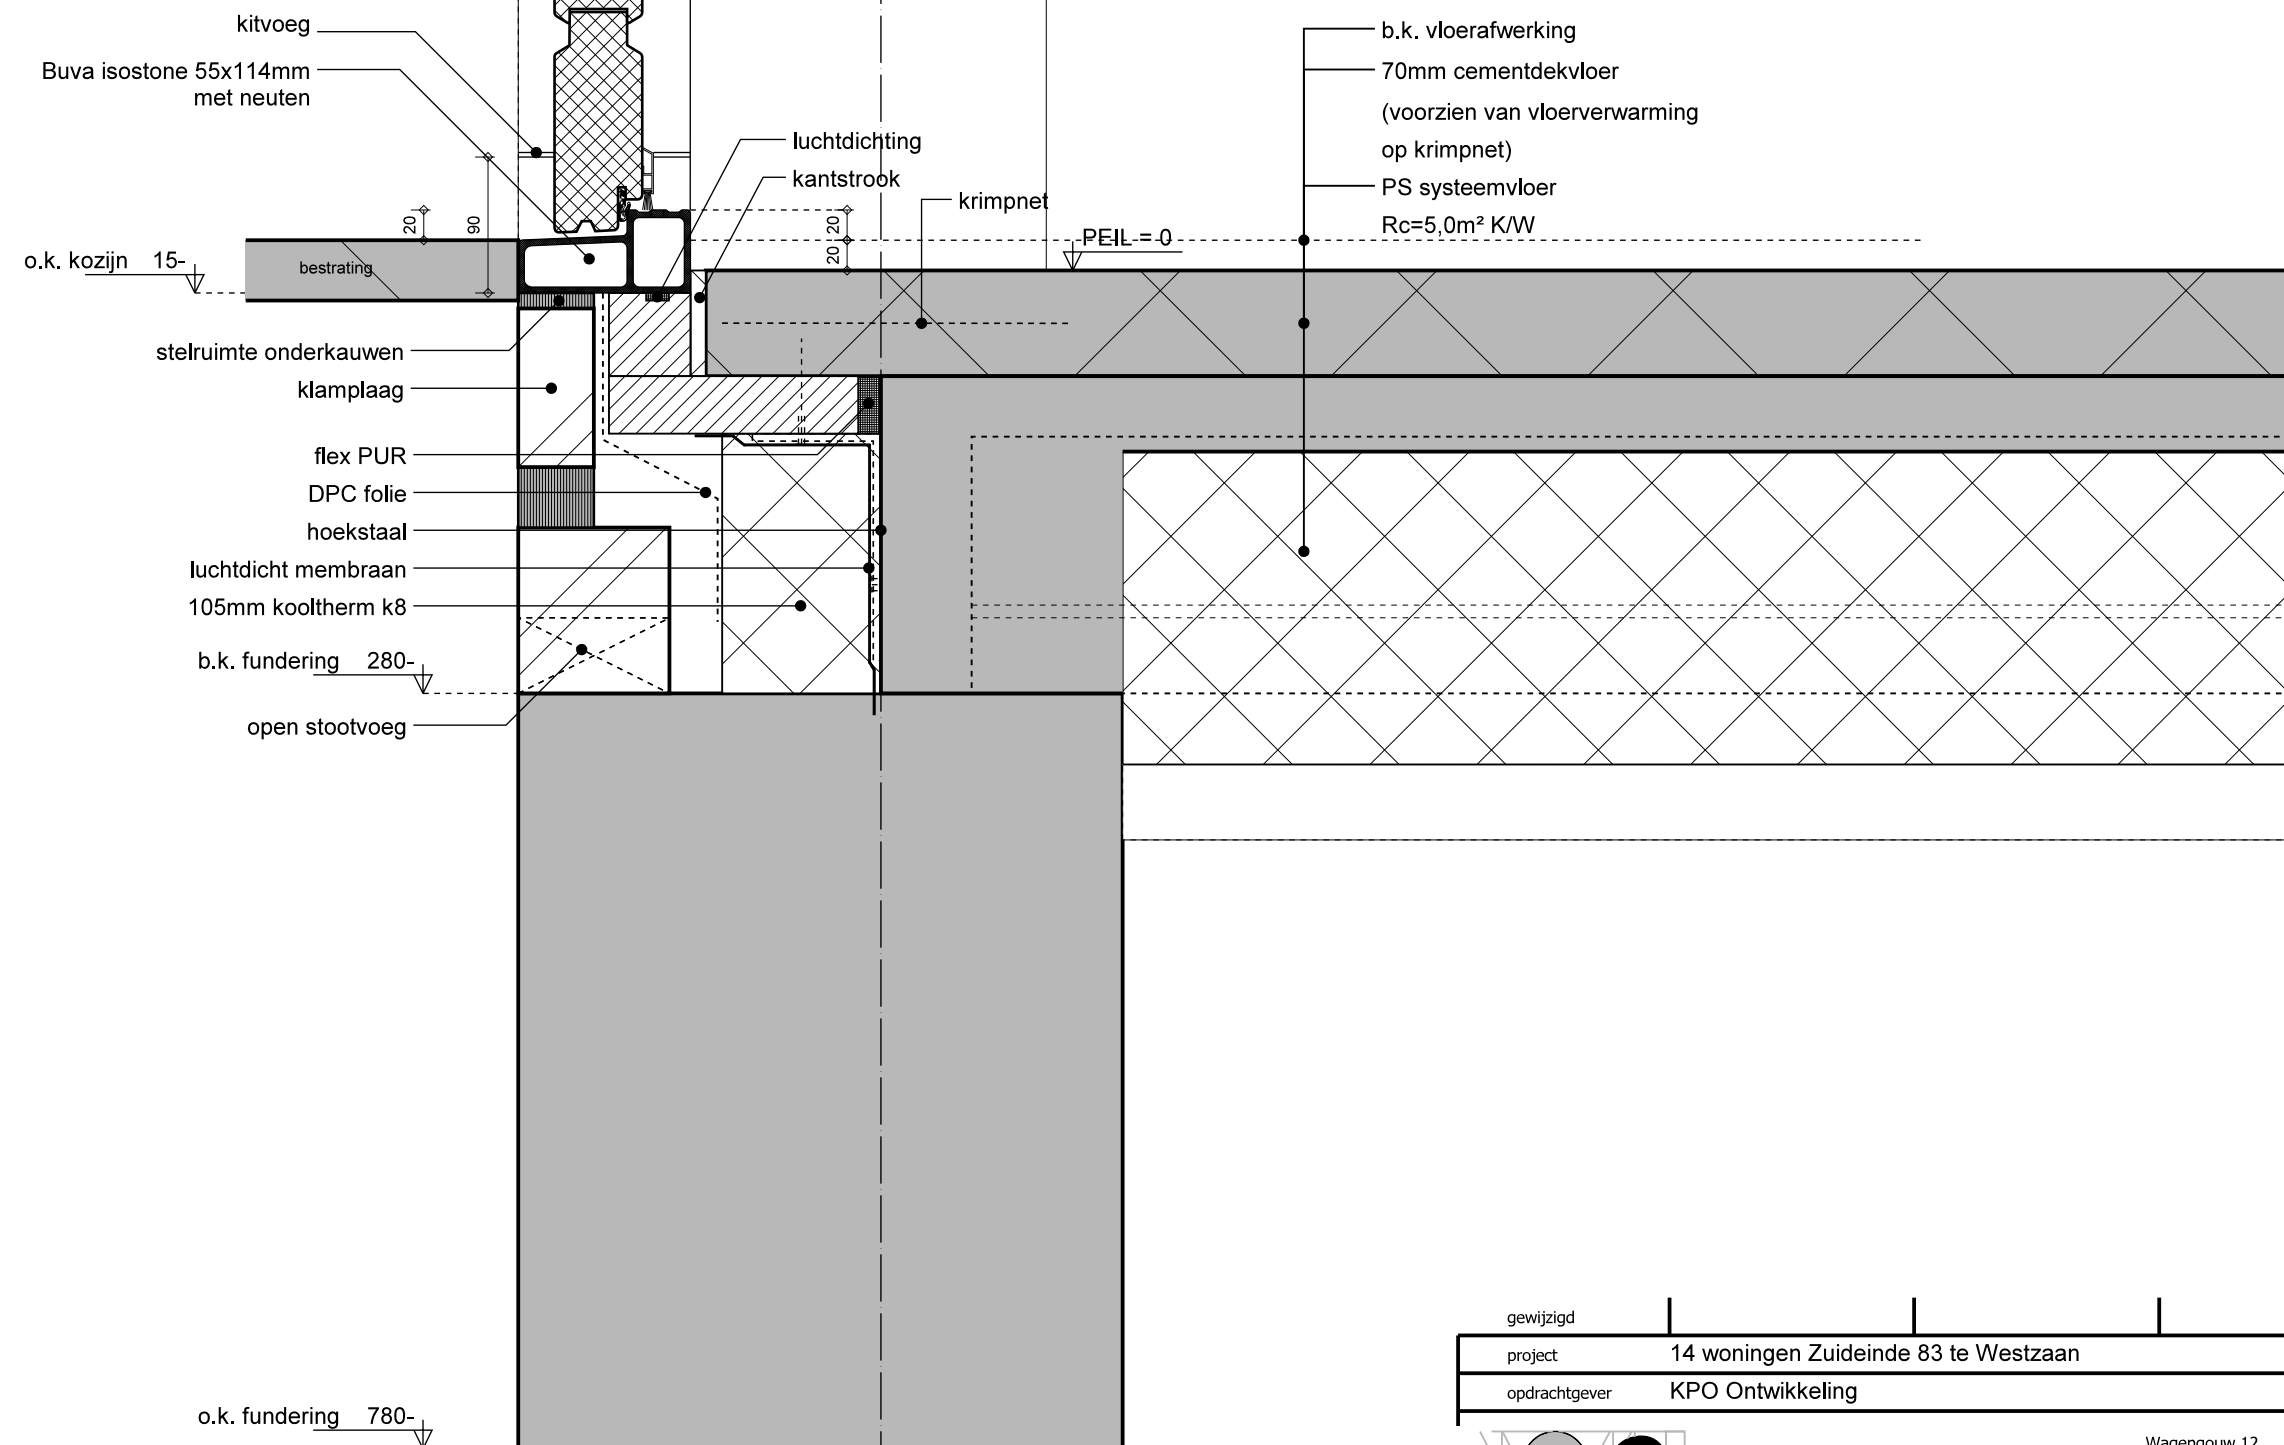 kitvoeg
Buva isostone 55x114mm
met neuten
20
90
o.k. kozijn 15-
bestrating
stelruimte onderkauwen
klamplaag
flex PUR
DPC folie
hoekstaal
luchtdicht membraan
105mm kooltherm k8
b.k. fundering 280-
open stootvoeg
o.k. fundering 780-
luchtdichting
kantstrook
krimpnet
20
20
PEIL = 0
b.k. vloerafwerking
70mm cementdekvloer
(voorzien van vloerverwarming
op krimpnet)
PS systeemvloer
Rc=5,0m² K/W
gewijzigd
project 14 woningen Zuideinde 83 te Westzaan
opdrachtgever KPO Ontwikkeling
Wagengouw 12